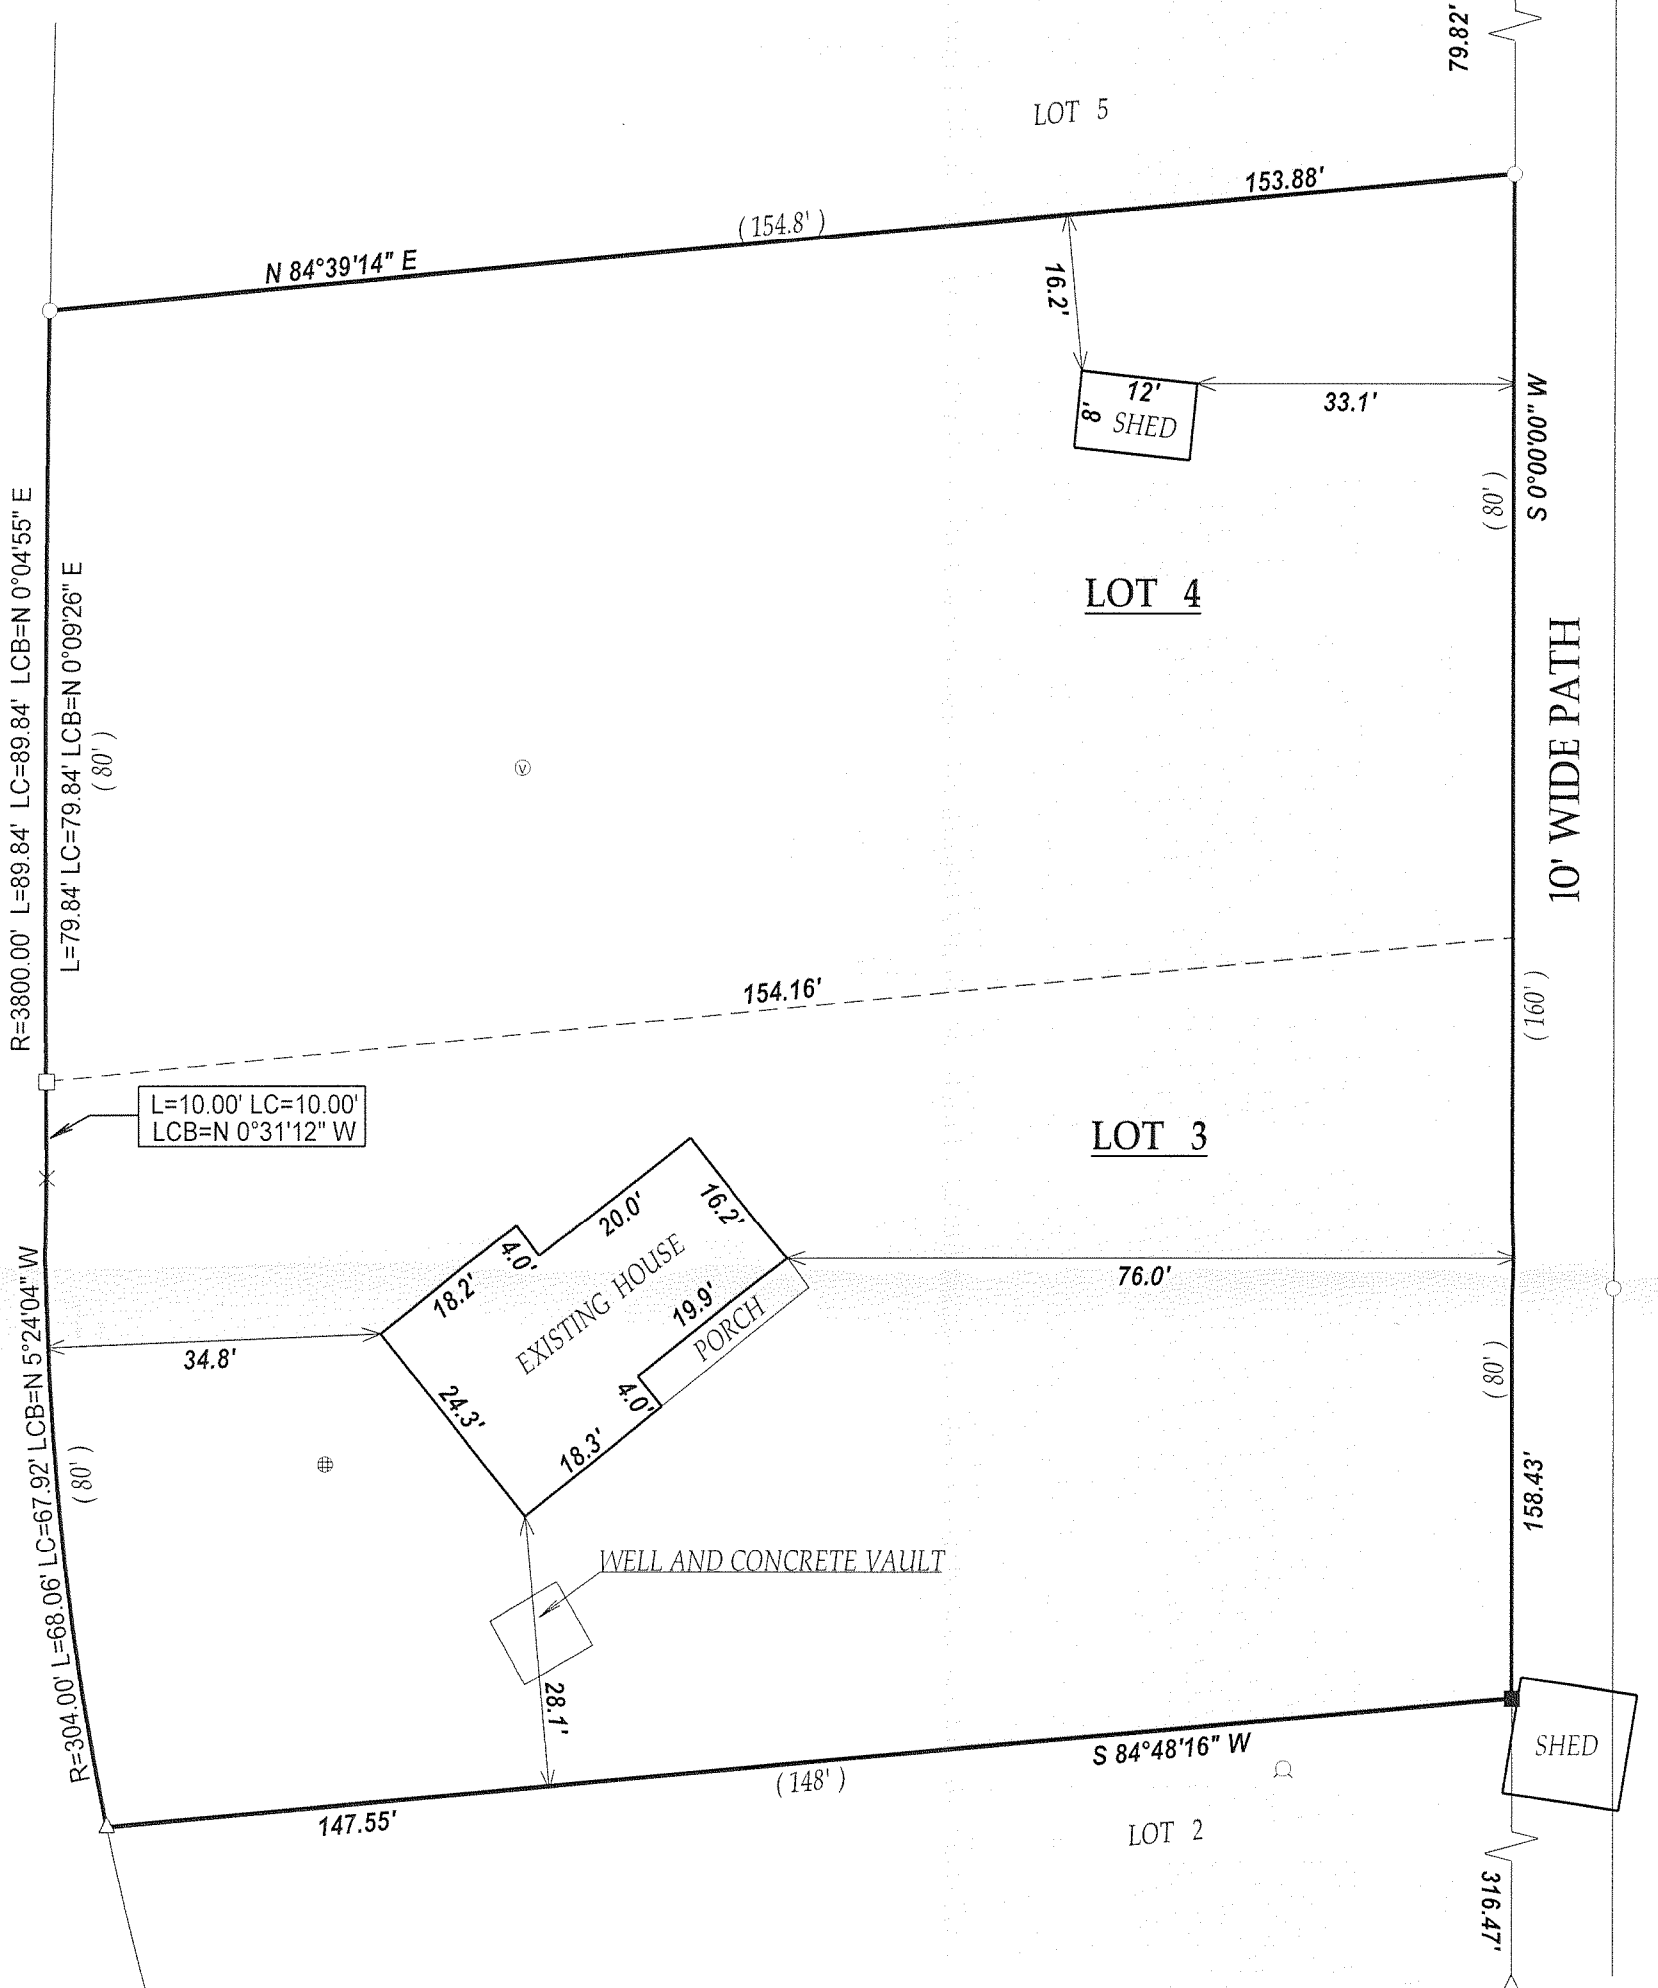 79.82'
LOT 5
153.88'
(154.8')
N 84°39'14" E
16.2'
12'
8'
SHED
33.1'
S 0°00'00" W
(80')
LOT 4
10' WIDE PATH
R=3800.00' L=89.84' LC=89.84' LCB=N 0°04'55" E
L=79.84' LC=79.84' LCB=N 0°09'26" E
(80')
V
154.16'
(160')
L=10.00' LC=10.00'
LCB=N 0°31'12" W
LOT 3
20.0'
16.2'
4.0'
18.2'
EXISTING HOUSE
19.9'
PORCH
76.0'
34.8'
24.3'
4.0'
18.3'
(80')
R=304.00' L=68.06' LC=67.92' LCB=N 5°24'04" W
(80')
158.43'
WELL AND CONCRETE VAULT
28.1'
S 84°48'16" W
SHED
(148')
147.55'
LOT 2
316.47'